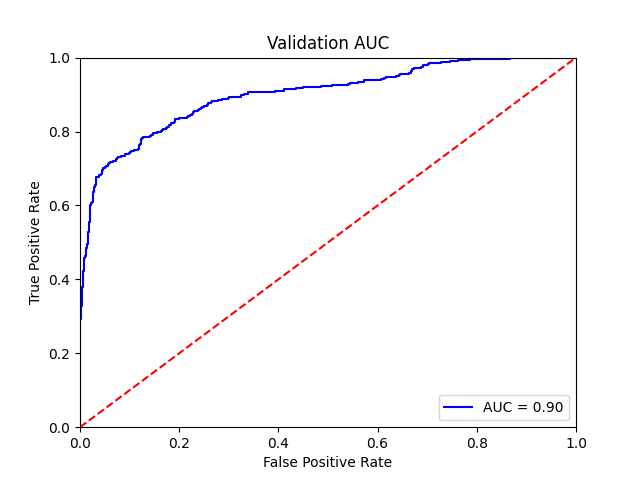 Validation AUC
1.0
0.8
0.6
0.4
0.2
0.0
True Positive Rate
AUC = 0.90
0.0 0.2 0.4 0.6 0.8 1.0
False Positive Rate